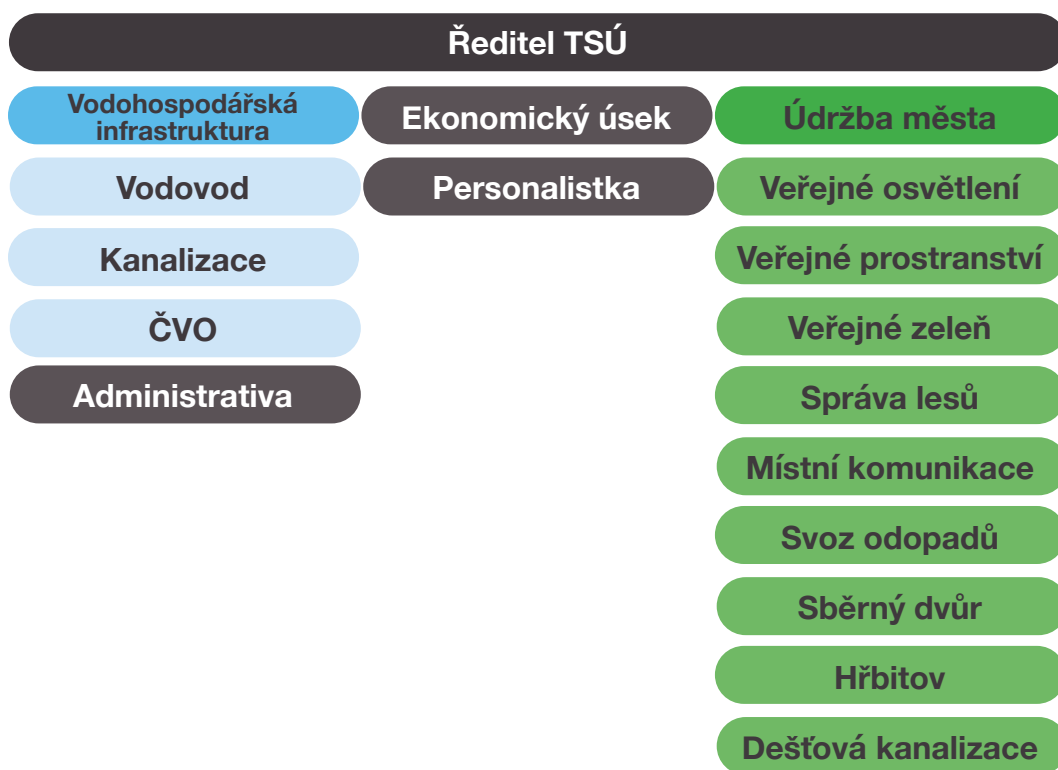 Ředitel TSÚ
Vodohospodářská
infrastruktura
Ekonomický úsek
Údržba města
Vodovod
Personalistka
Veřejné osvětlení
Kanalizace
Veřejné prostranství
ČVO
Veřejné zeleň
Administrativa
Správa lesů
Místní komunikace
Svoz odopadů
Sběrný dvůr
Hřbitov
Dešťová kanalizace